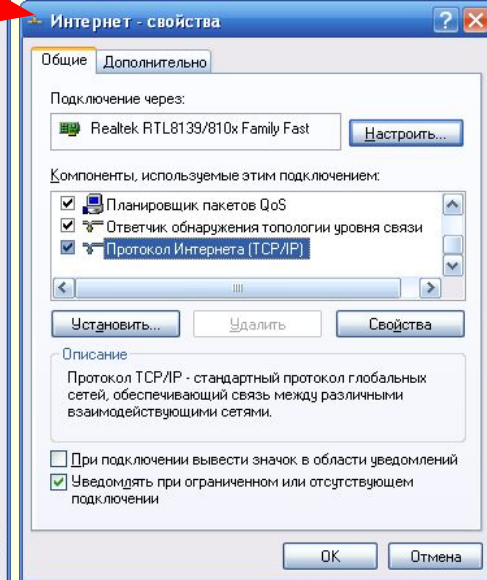 Интернет - свойства
Общие Дополнительно
Подключение через:
Realtek RTL8139/810x Family Fast Настроить...
Компоненты, используемые этим подключением:
Планировщик пакетов QoS
Ответчик обнаружения топологии уровня связи
Протокол Интернета (TCP/IP)
Установить... Удалить Свойства
Описание
Протокол TCP/IP - стандартный протокол глобальных
сетей, обеспечивающий связь между различными
взаимодействующими сетями.
При подключении вывести значок в области уведомлений
Уведомлять при ограниченном или отсутствующем
подключении
OK Отмена